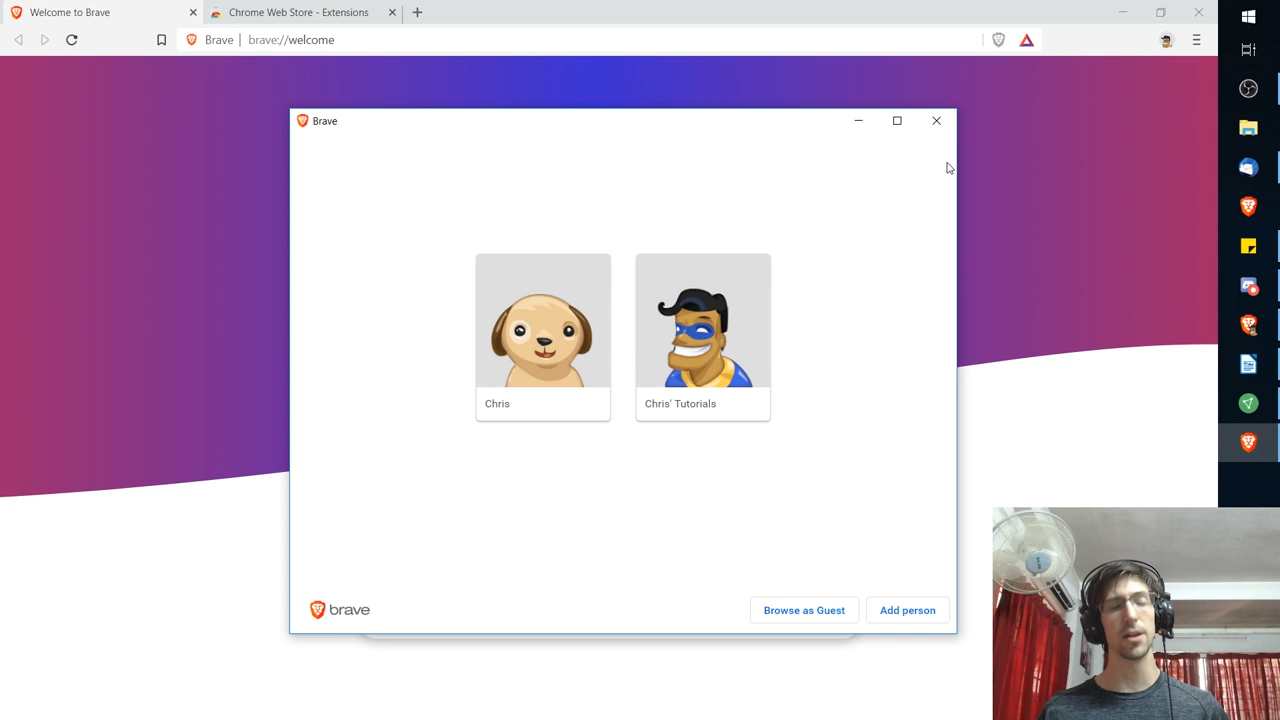 Welcome to Brave
Chrome Web Store - Extensions
Brave | brave://welcome
Brave
Chris
Chris' Tutorials
brave
Browse as Guest
Add person